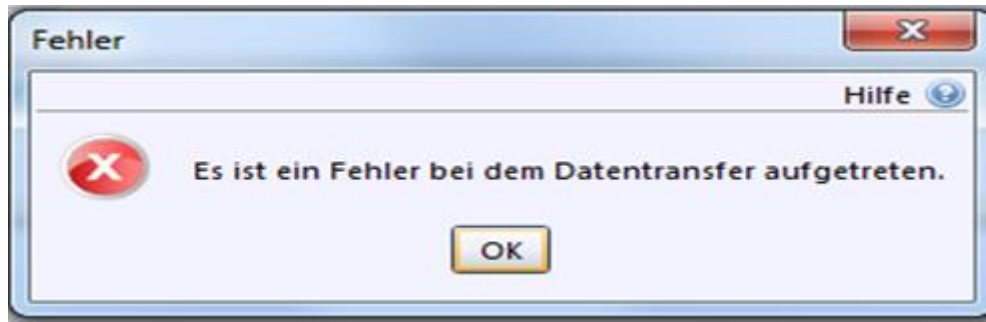 Fehler
Hilfe
Es ist ein Fehler bei dem Datentransfer aufgetreten.
OK